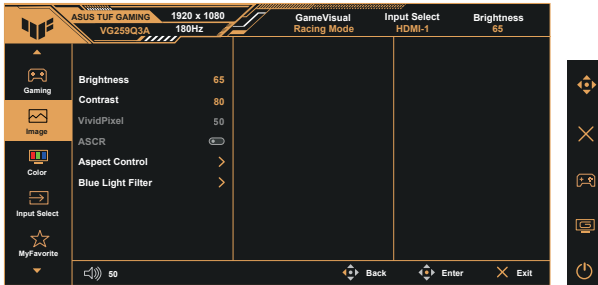 ASUS TUF GAMING 1920 x 1080
VG259Q3A 180Hz
GameVisual Input Select Brightness
Racing Mode HDMI-1 65
Gaming
Image
Color
Input Select
MyFavorite
Brightness 65
Contrast 80
VividPixel 50
ASCR
Aspect Control
Blue Light Filter
50 Back Enter Exit